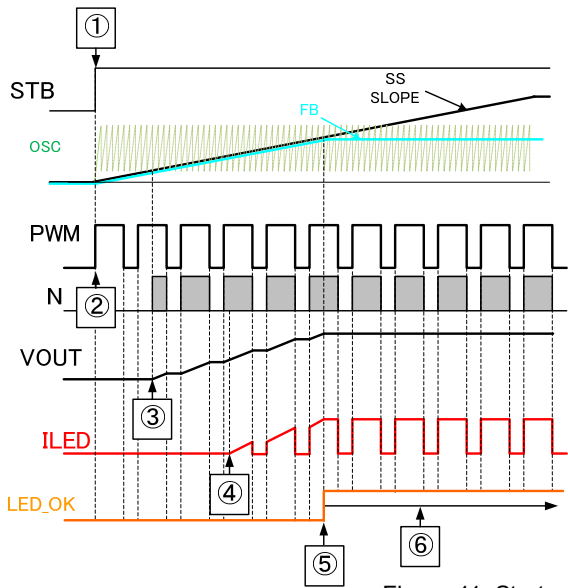 ①
STB
SS
SLOPE
FB
OSC
PWM
N
②
VOUT
③
ILED
④
LED_OK
⑥
⑤